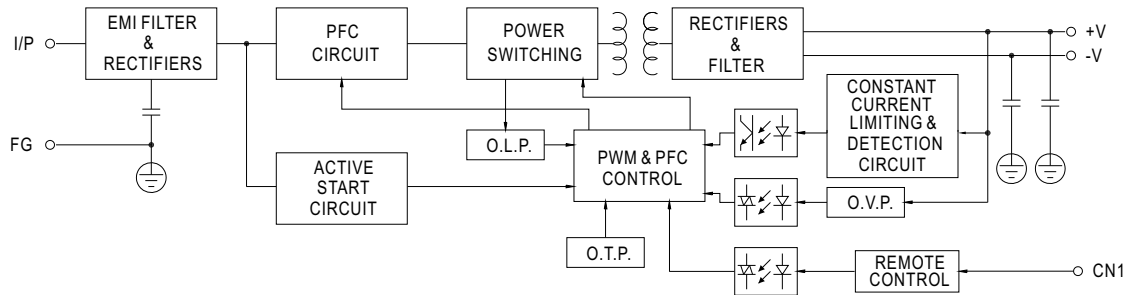 I/P
EMI FILTER
&
RECTIFIERS
PFC
CIRCUIT
POWER
SWITCHING
RECTIFIERS
&
FILTER
+V
-V
FG
O.L.P.
ACTIVE
START
CIRCUIT
PWM & PFC
CONTROL
CONSTANT
CURRENT
LIMITING &
DETECTION
CIRCUIT
O.V.P.
O.T.P.
REMOTE
CONTROL
CN1